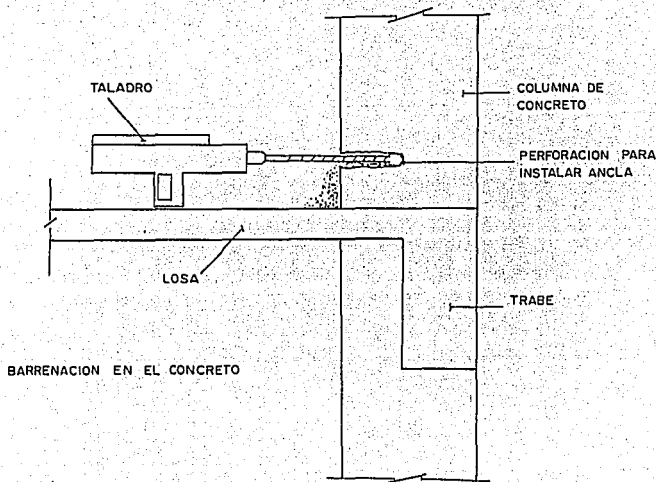 TALADRO
COLUMNA DE
CONCRETO
PERFORACION PARA
INSTALAR ANCLA
LOSA
TRABE
BARRENACION EN EL CONCRETO